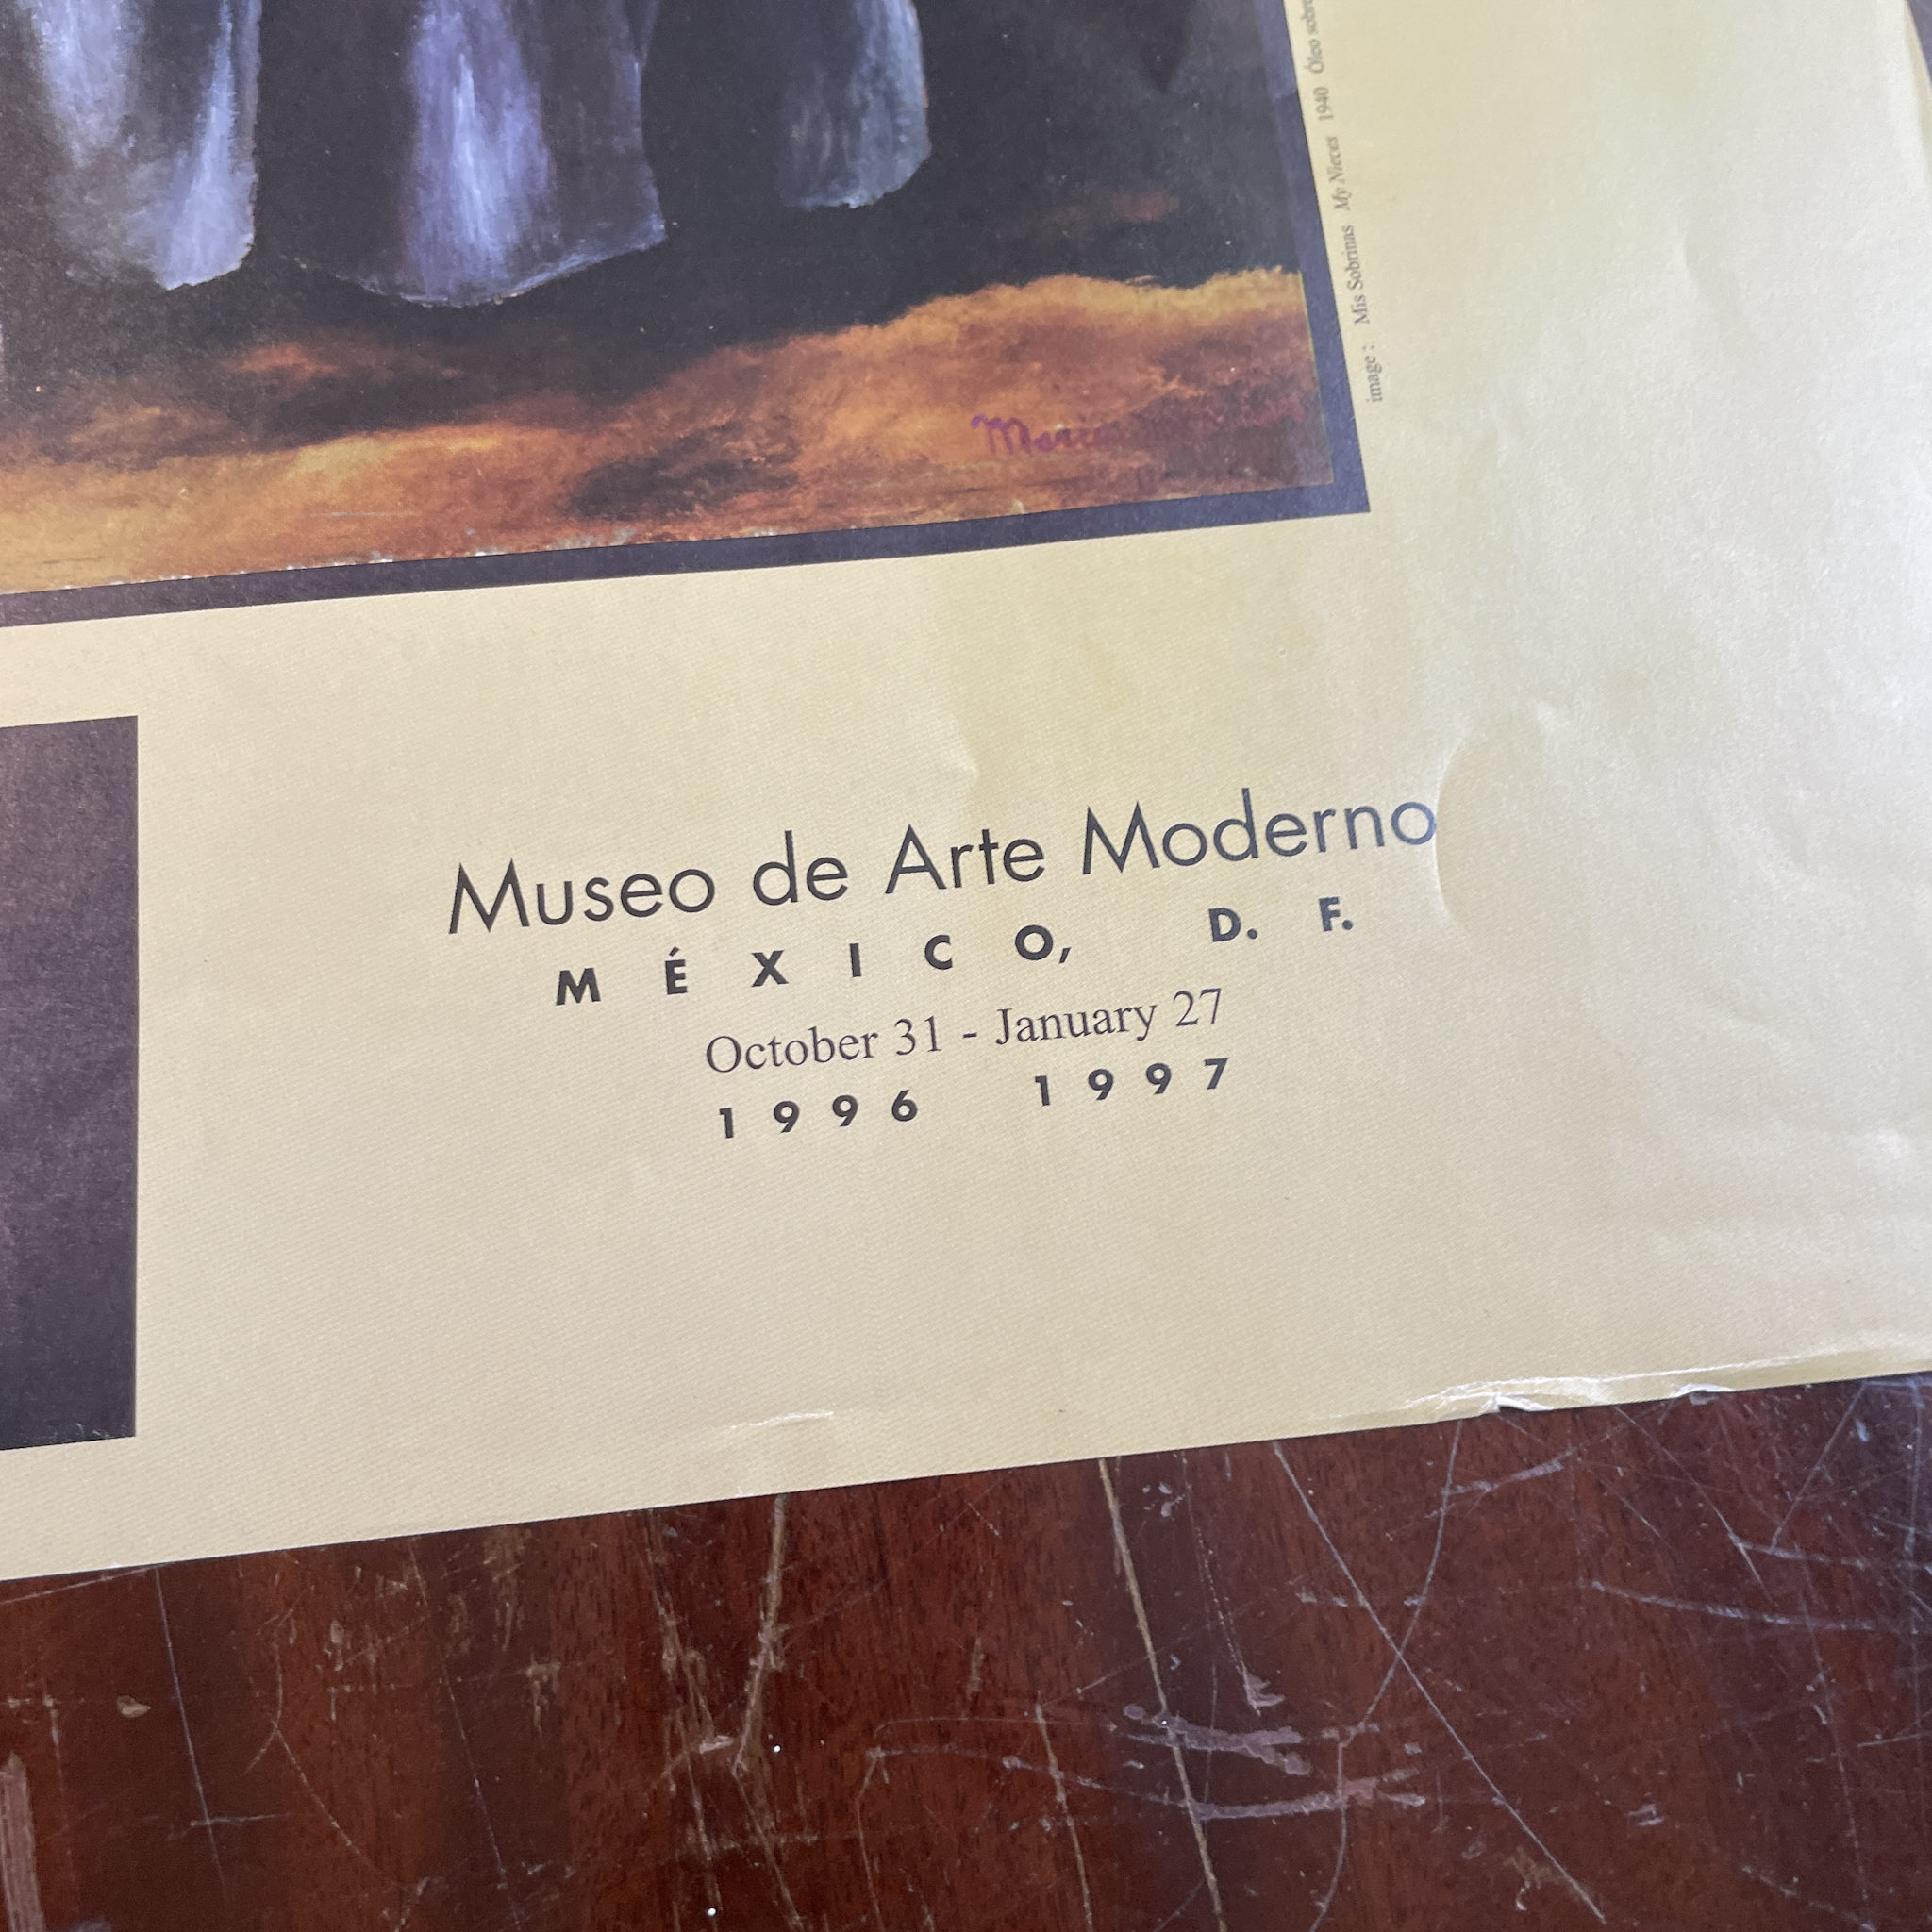 image : Mis Sobrinas My Nieces 1940 Óleo sobre
Maria
Museo de Arte Moderno
MÉXICO, D. F.
October 31 - January 27
1996 1997